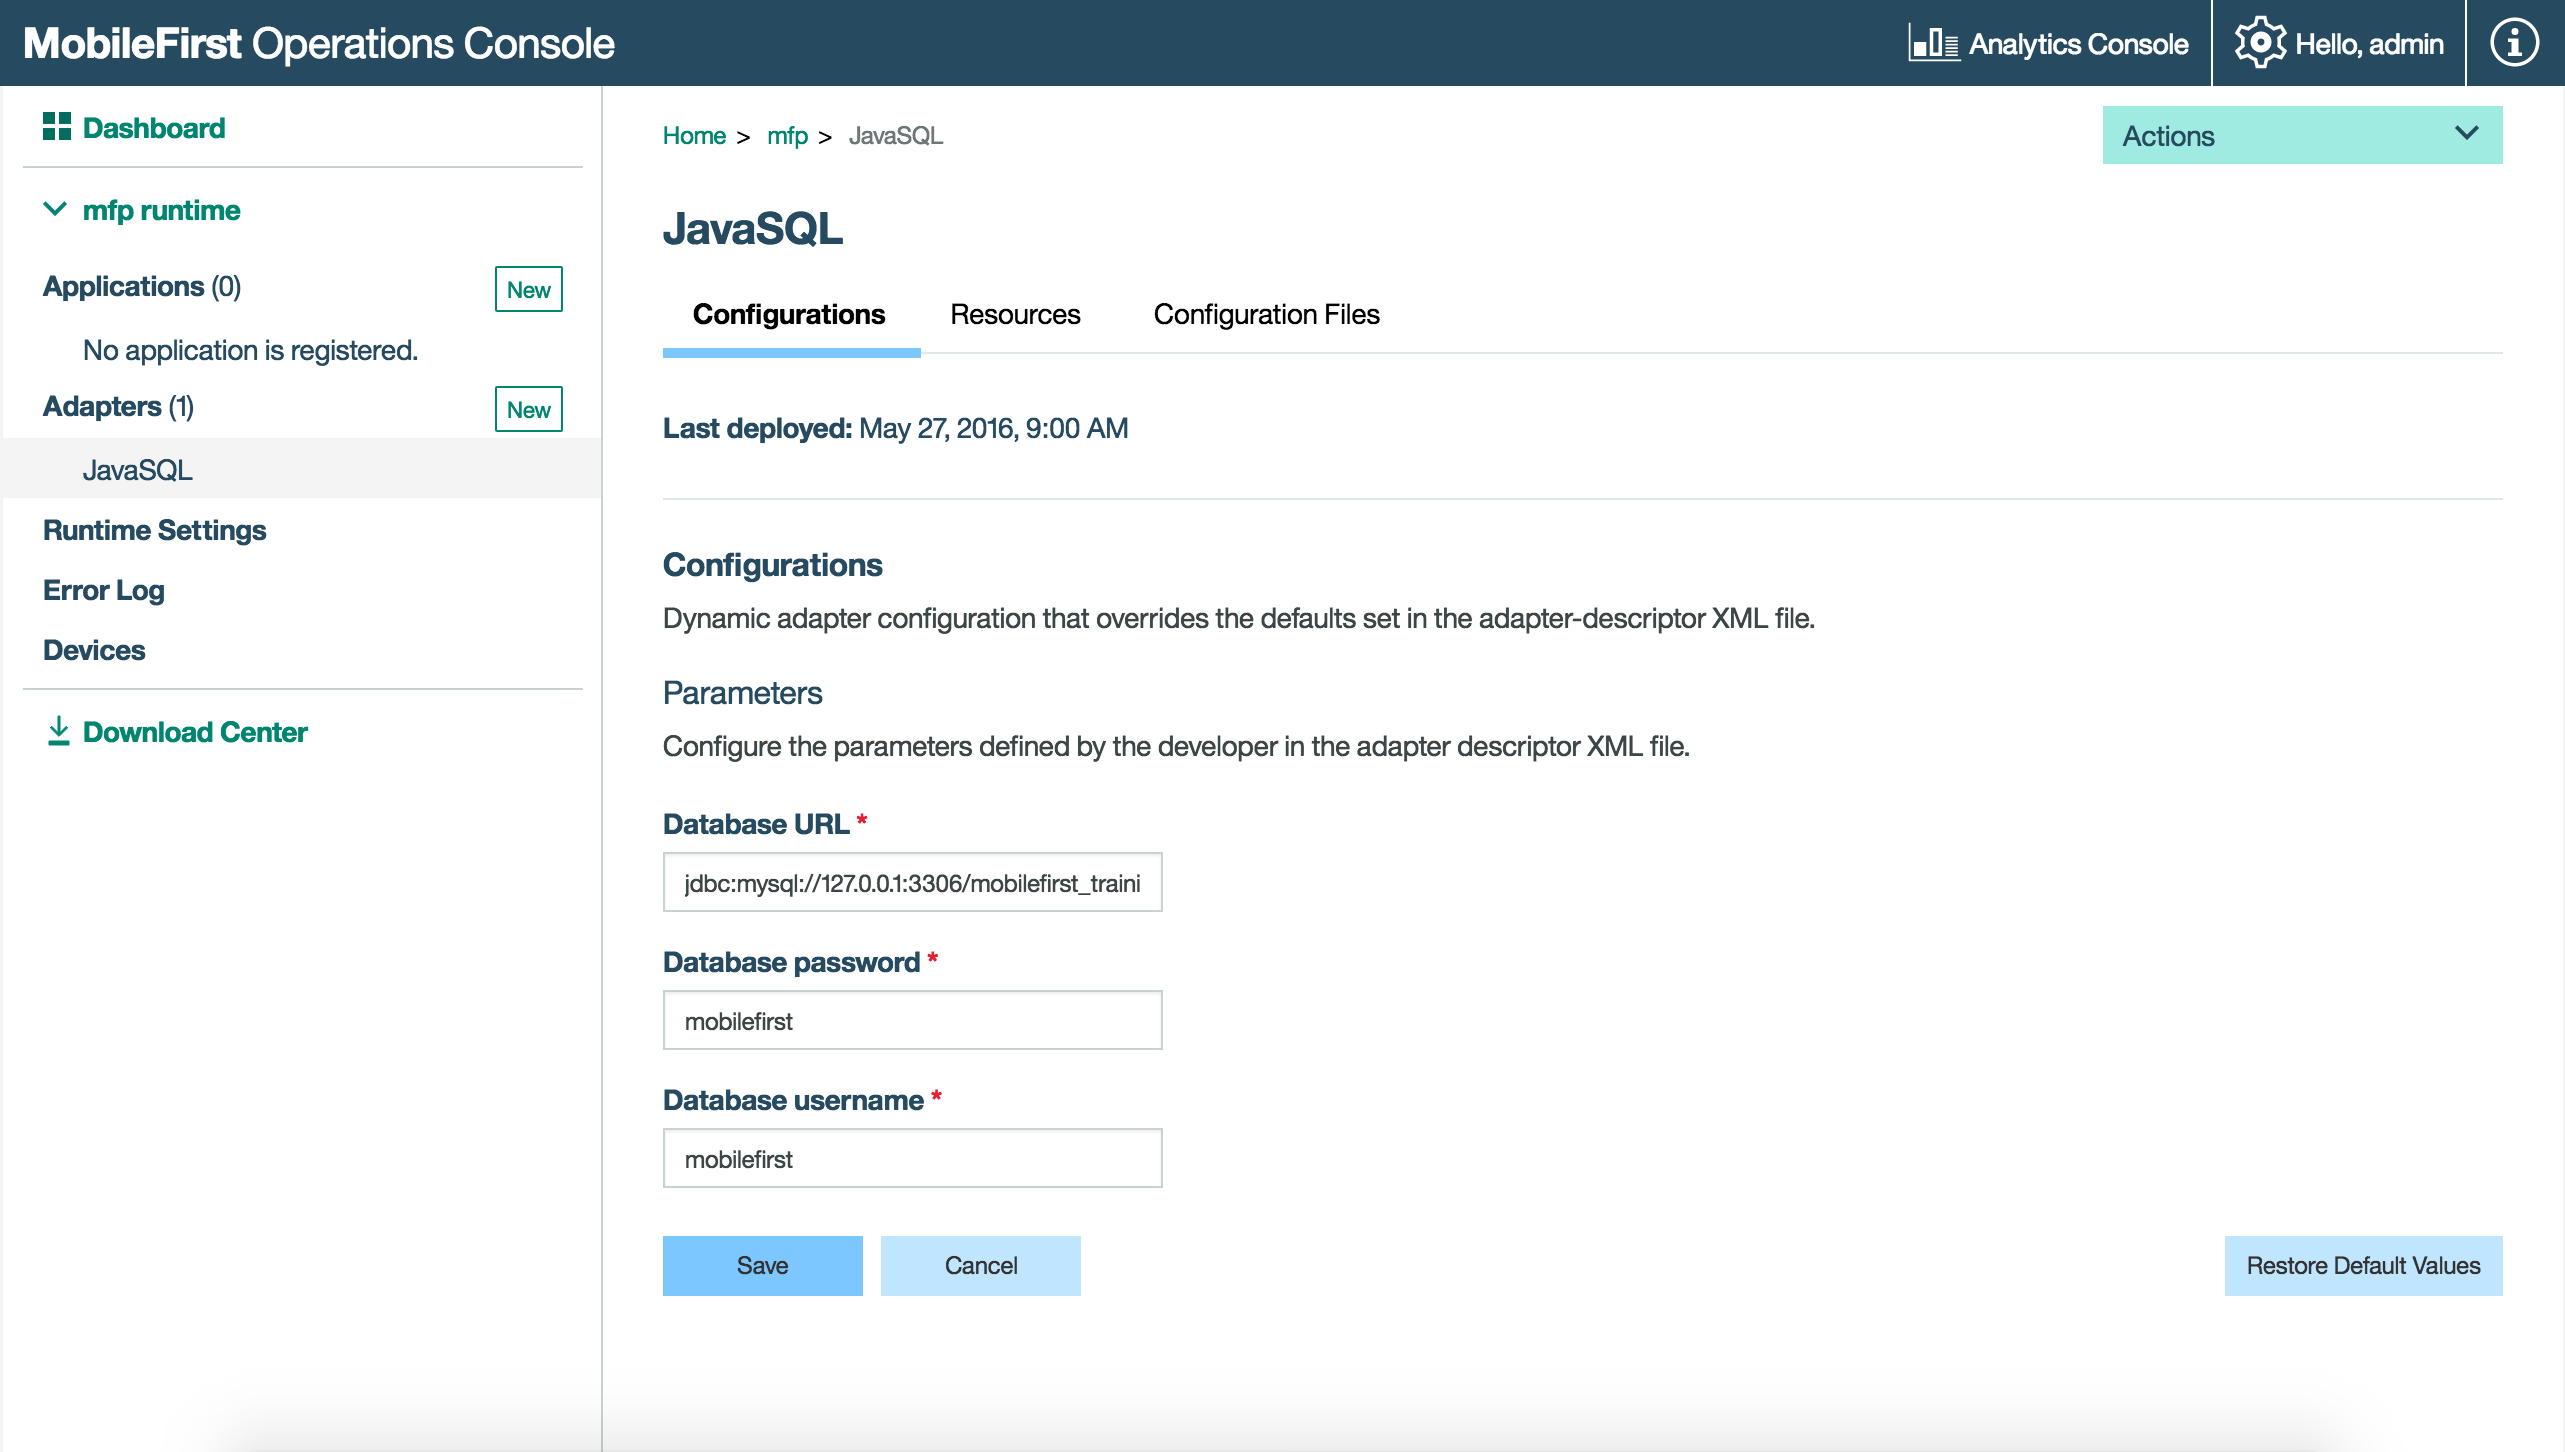 MobileFirst Operations Console
Analytics Console
Hello, admin
Dashboard
mfp runtime
Applications (0)
New
No application is registered.
Adapters (1)
New
JavaSQL
Runtime Settings
Error Log
Devices
Download Center
Home > mfp > JavaSQL
Actions
JavaSQL
Configurations Resources Configuration Files
Last deployed: May 27, 2016, 9:00 AM
Configurations
Dynamic adapter configuration that overrides the defaults set in the adapter-descriptor XML file.
Parameters
Configure the parameters defined by the developer in the adapter descriptor XML file.
Database URL *
jdbc:mysql://127.0.0.1:3306/mobilefirst_traini
Database password *
mobilefirst
Database username *
mobilefirst
Save Cancel Restore Default Values